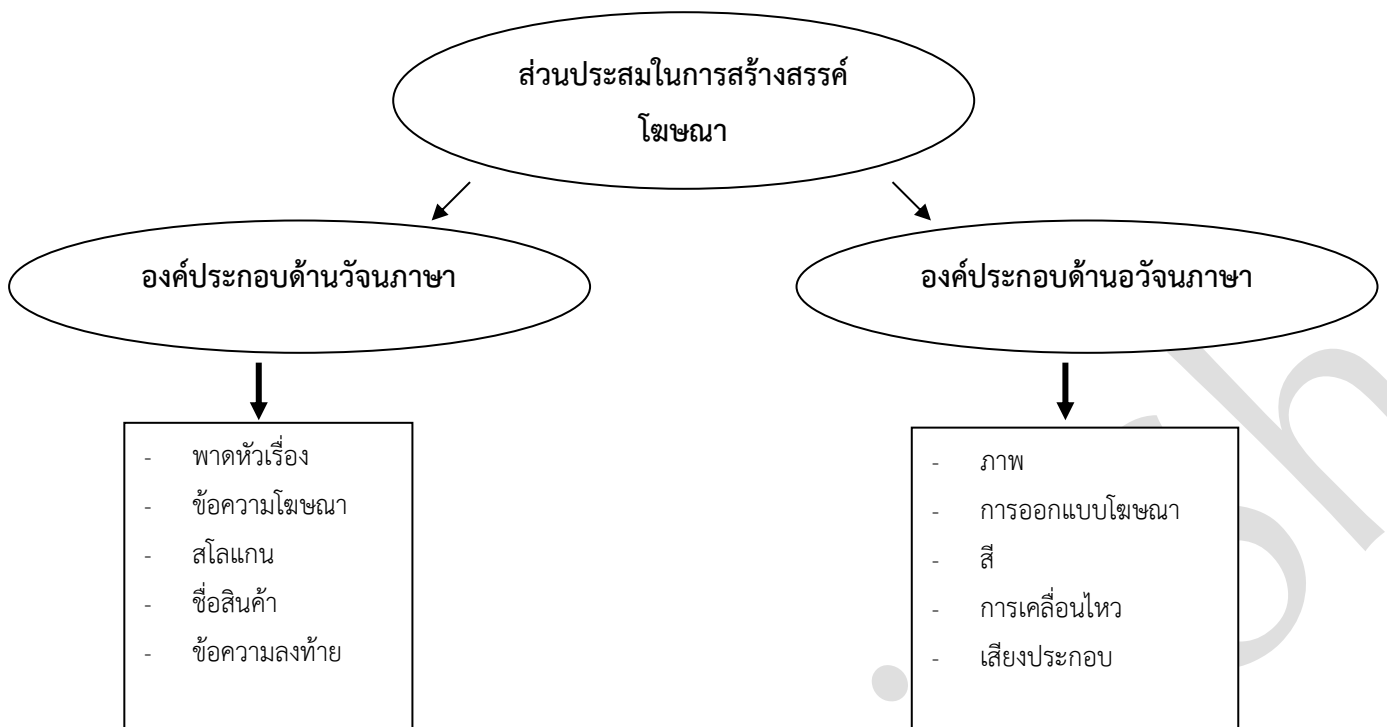 ส่วนประสมในการสร้างสรรค์
โฆษณา
องค์ประกอบด้านวัจนภาษา
องค์ประกอบด้านอวัจนภาษา
- พาดหัวเรื่อง
- ข้อความโฆษณา
- สโลแกน
- ชื่อสินค้า
- ข้อความลงท้าย
- ภาพ
- การออกแบบโฆษณา
- สี
- การเคลื่อนไหว
- เสียงประกอบ